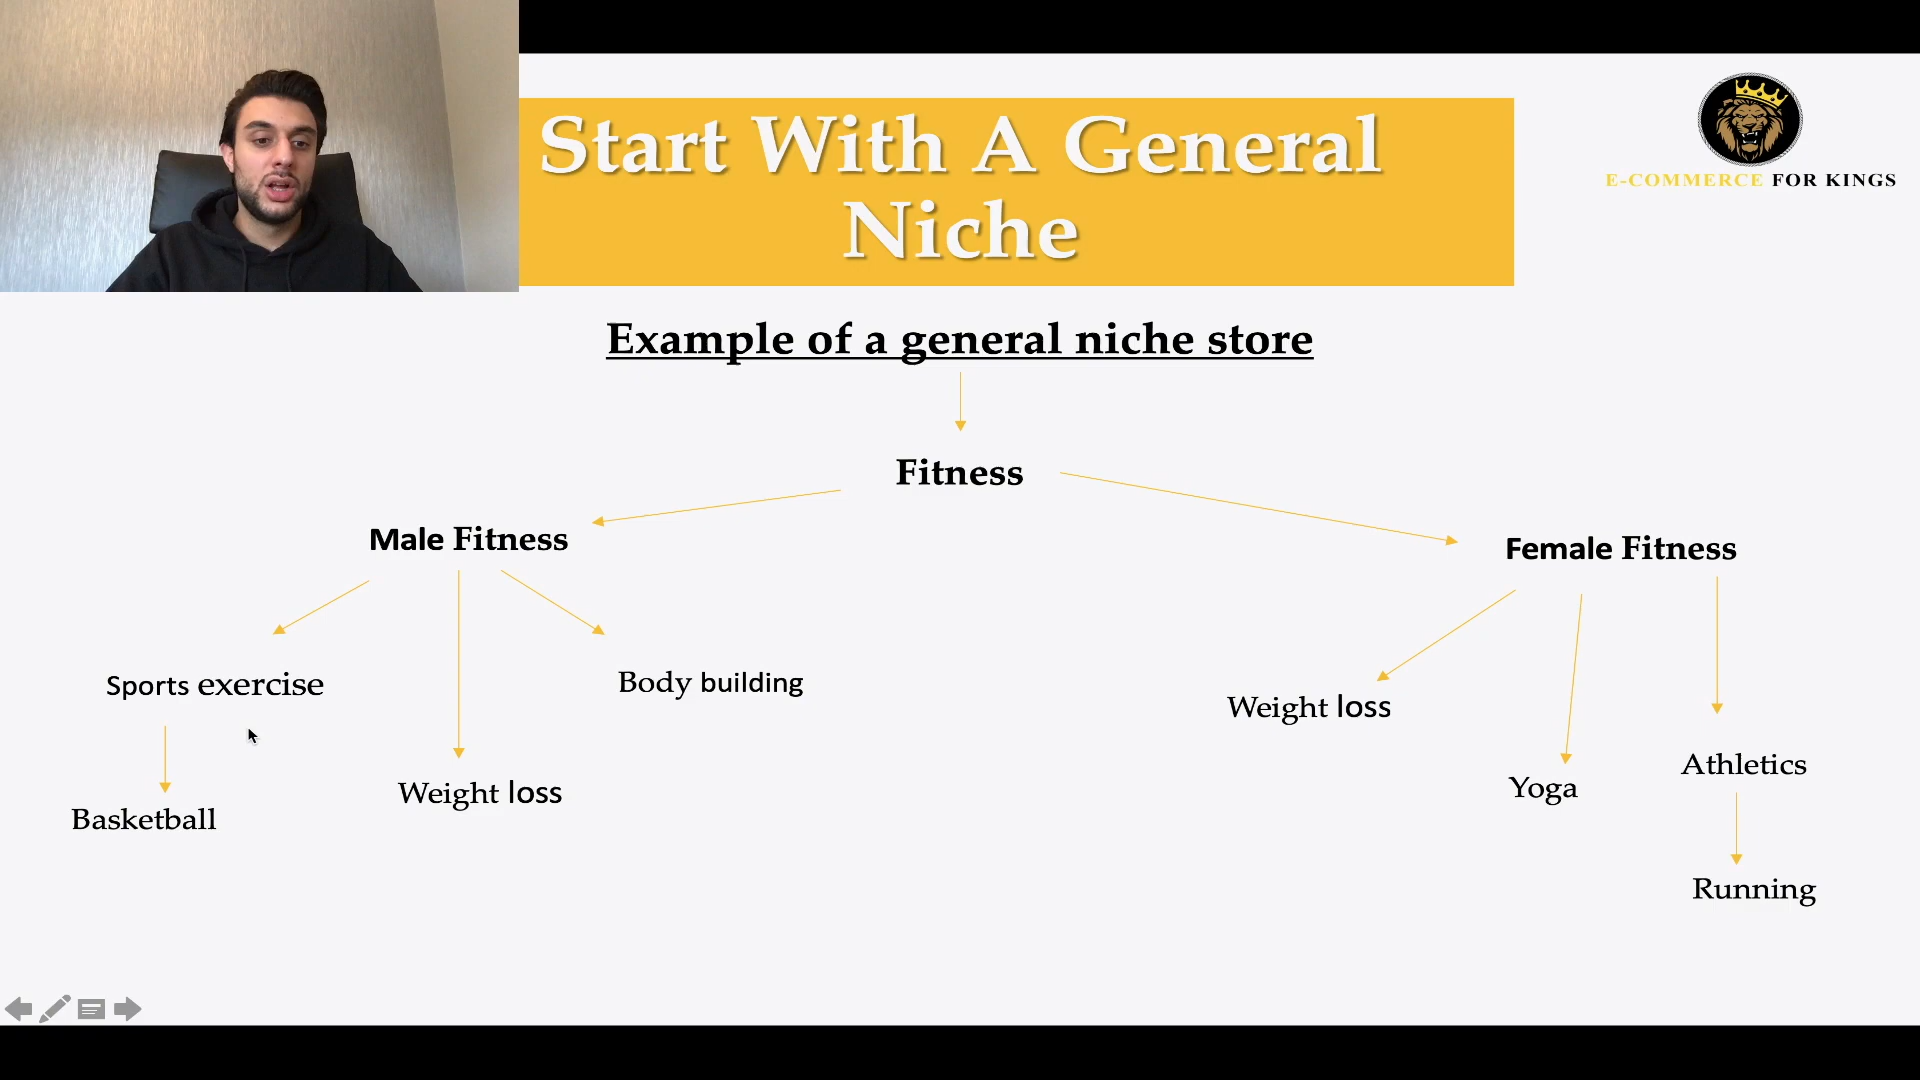 Start With A General
Niche
E-COMMERCE FOR KINGS
Example of a general niche store
Fitness
Male Fitness
Female Fitness
Sports exercise
Body building
Weight loss
Weight loss
Basketball
Yoga
Athletics
Running